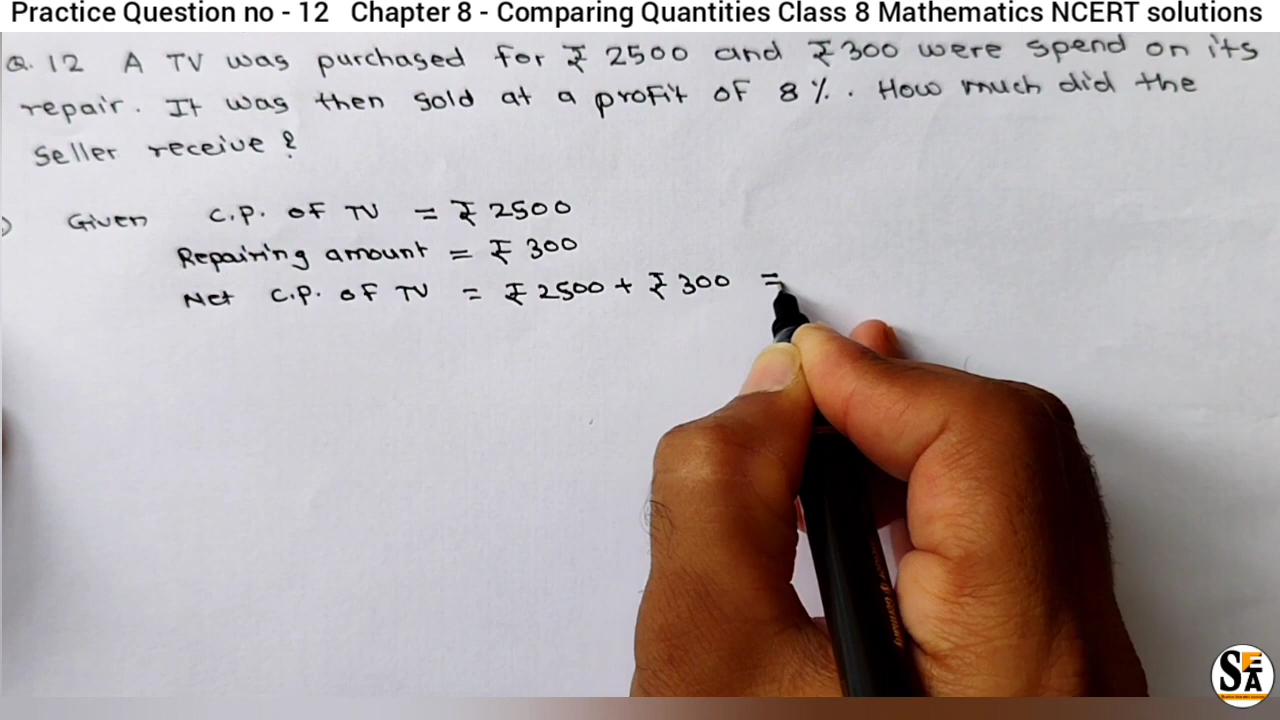 Practice Question no - 12 Chapter 8 - Comparing Quantities Class 8 Mathematics NCERT solutions
Q. 12 A TV was purchased for ₹ 2500 and ₹ 300 were spend on its
repair. It was then sold at a profit of 8 %. How much did the
seller receive ?
Given C.P. of TV = ₹ 2500
Repairing amount = ₹ 300
Net C.P. of TV = ₹ 2500 + ₹ 300 =
SEA